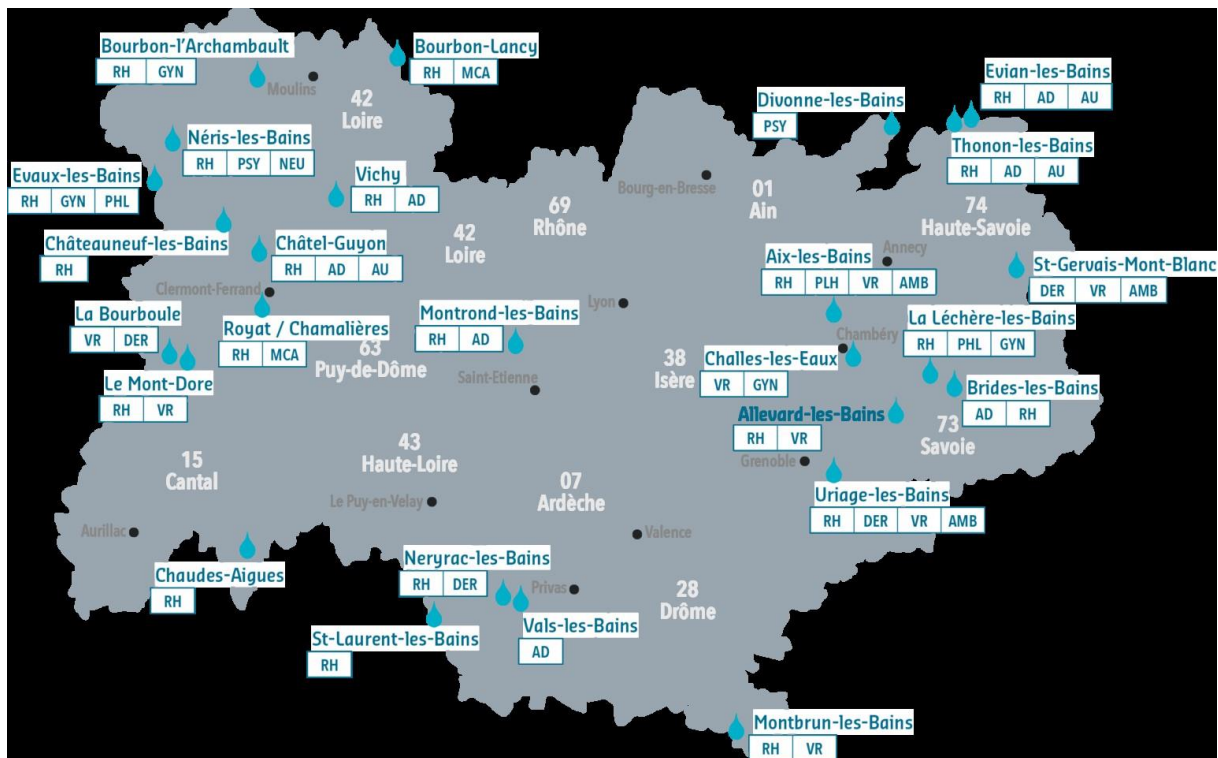 Bourbon-l'Archambault
RH GYN
Moulins
Bourbon-Lancy
RH MCA
42
Loire
Evian-les-Bains
RH AD AU
Divonne-les-Bains
PSY
Thonon-les-Bains
RH AD AU
Néris-les-Bains
RH PSY NEU
Evaux-les-Bains
RH GYN PHL
Vichy
RH AD
Bourg-en-Bresse
01
Ain
69
Rhône
74
Haute-Savoie
Châteauneuf-les-Bains
RH
Châtel-Guyon
RH AD AU
42
Loire
Aix-les-Bains
RH PLH VR AMB
Annecy
St-Gervais-Mont-Blanc
DER VR AMB
Clermont-Ferrand
La Bourboule
VR DER
Royat / Chamalières
RH MCA
63
Puy-de-Dôme
Montrond-les-Bains
RH AD
Lyon
Chambéry
La Léchère-les-Bains
RH PHL GYN
Le Mont-Dore
RH VR
Saint-Etienne
38
Isère
Challes-les-Eaux
VR GYN
Brides-les-Bains
AD RH
Allevard-les-Bains
RH VR
73
Savoie
Grenoble
15
Cantal
43
Haute-Loire
Le Puy-en-Velay
07
Ardèche
Uriage-les-Bains
RH DER VR AMB
Aurillac
Valence
Chaudes-Aigues
RH
Neryrac-les-Bains
RH DER
Privas
28
Drôme
St-Laurent-les-Bains
RH
Vals-les-Bains
AD
Montbrun-les-Bains
RH VR